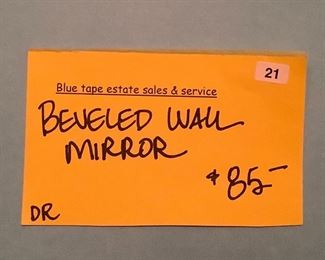 21
Blue tape estate sales & service
BEVELED WALL
MIRROR
$85-
DR